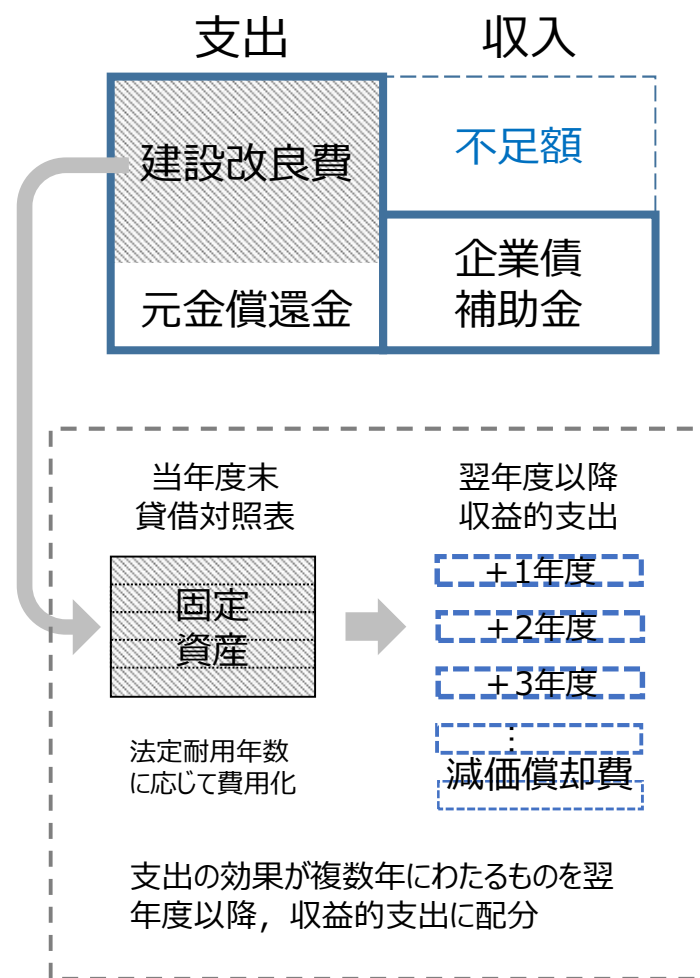 支出
収入
建設改良費
不足額
元金償還金
企業債
補助金
当年度末
貸借対照表
翌年度以降
収益的支出
固定
資産
+1年度
+2年度
+3年度
⋮
減価償却費
法定耐用年数
に応じて費用化
支出の効果が複数年にわたるものを翌
年度以降，収益的支出に配分